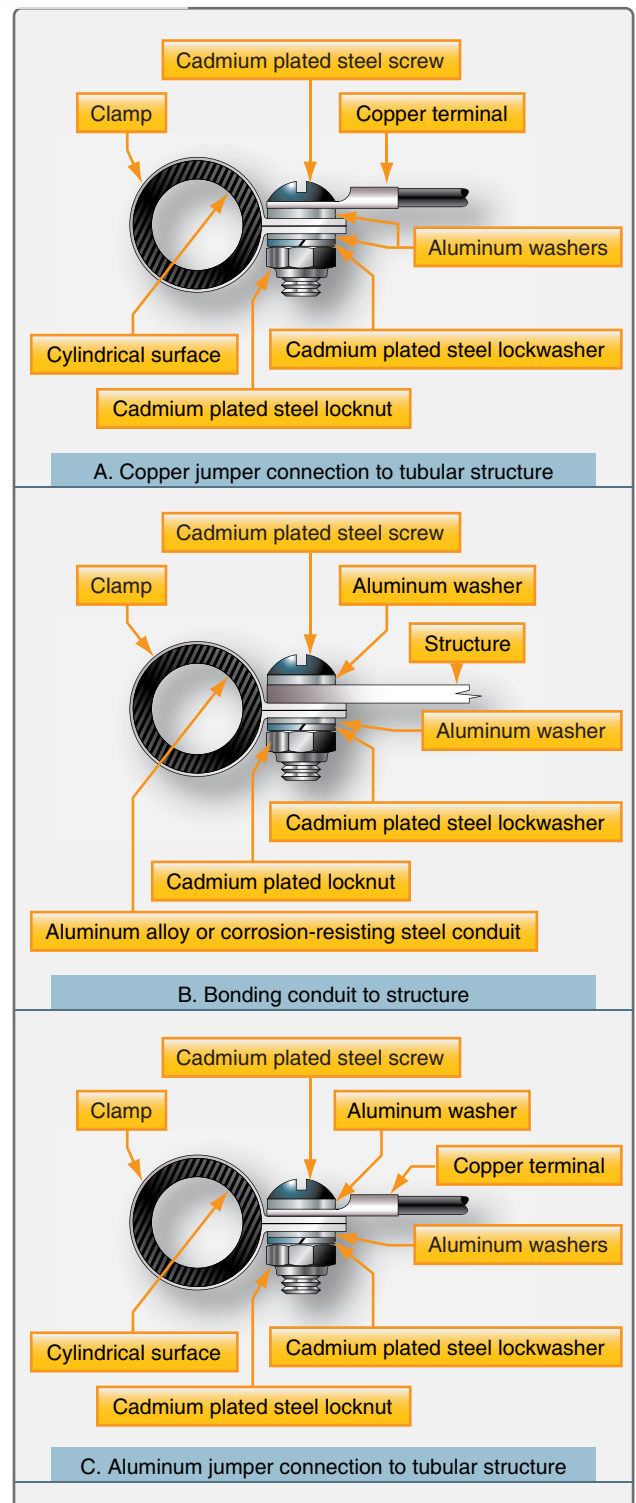 Cadmium plated steel screw
Clamp
Copper terminal
Aluminum washers
Cylindrical surface
Cadmium plated steel lockwasher
Cadmium plated steel locknut
A. Copper jumper connection to tubular structure
Cadmium plated steel screw
Clamp
Aluminum washer
Structure
Aluminum washer
Cadmium plated steel lockwasher
Cadmium plated locknut
Aluminum alloy or corrosion-resisting steel conduit
B. Bonding conduit to structure
Cadmium plated steel screw
Clamp
Aluminum washer
Copper terminal
Aluminum washers
Cylindrical surface
Cadmium plated steel lockwasher
Cadmium plated steel locknut
C. Aluminum jumper connection to tubular structure